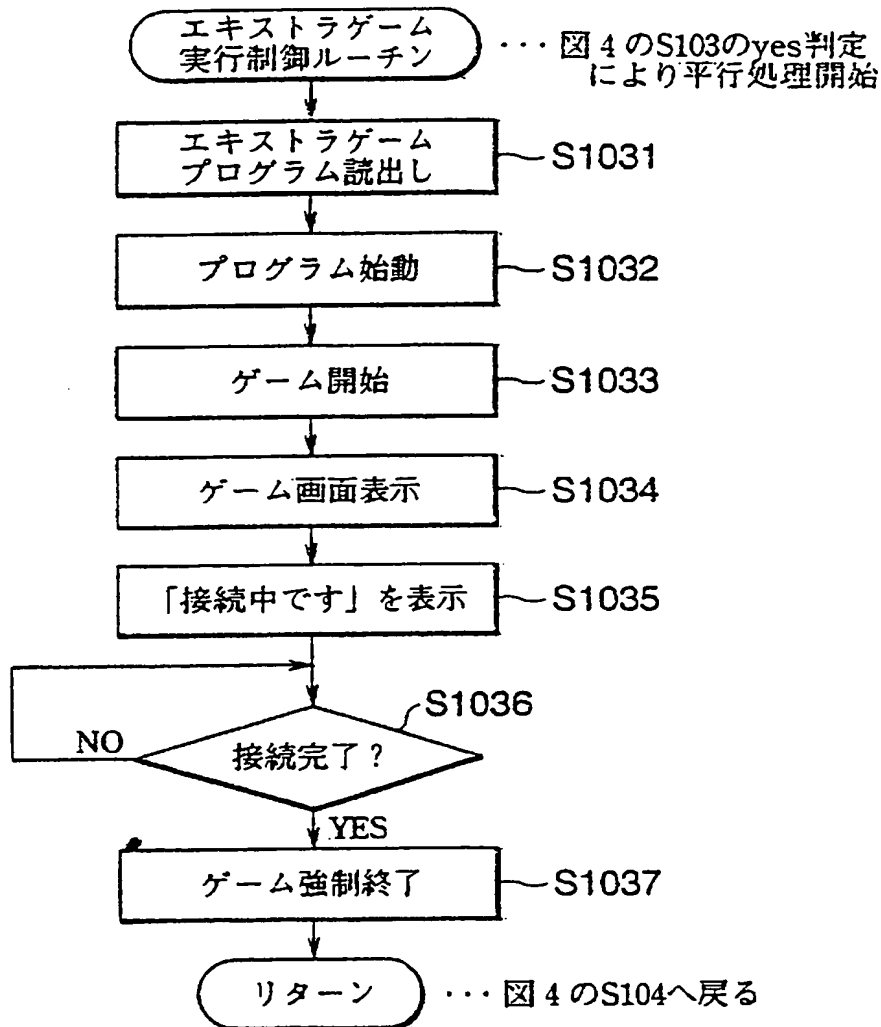 エキストラゲーム
実行制御ルーチン
・・・図4のS103のyes判定
により平行処理開始
エキストラゲーム
プログラム読出し
S1031
プログラム始動
S1032
ゲーム開始
S1033
ゲーム画面表示
S1034
「接続中です」を表示
S1035
S1036
NO
接続完了?
YES
ゲーム強制終了
S1037
リターン
・・・図4のS104へ戻る